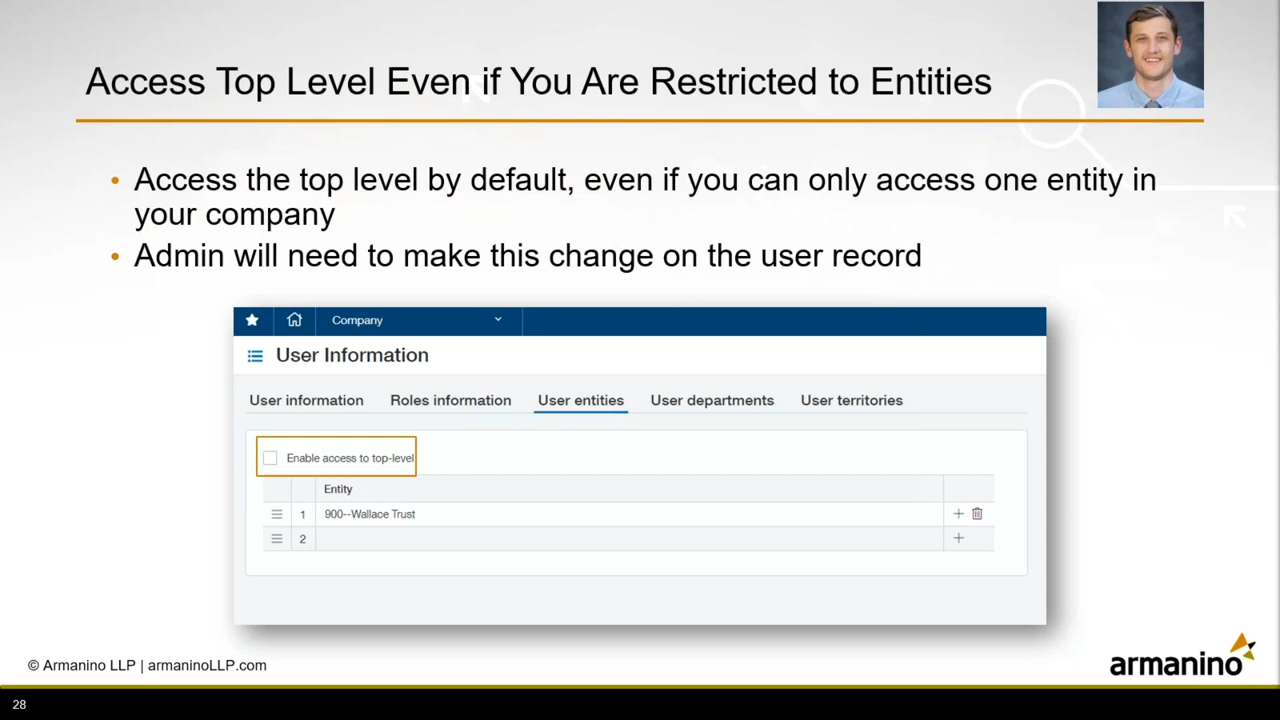 Access Top Level Even if You Are Restricted to Entities
• Access the top level by default, even if you can only access one entity in
your company
• Admin will need to make this change on the user record
Company
User Information
User information Roles information User entities User departments User territories
Enable access to top-level
Entity
1 900--Wallace Trust
2
© Armanino LLP | armaninoLLP.com
armanino
28